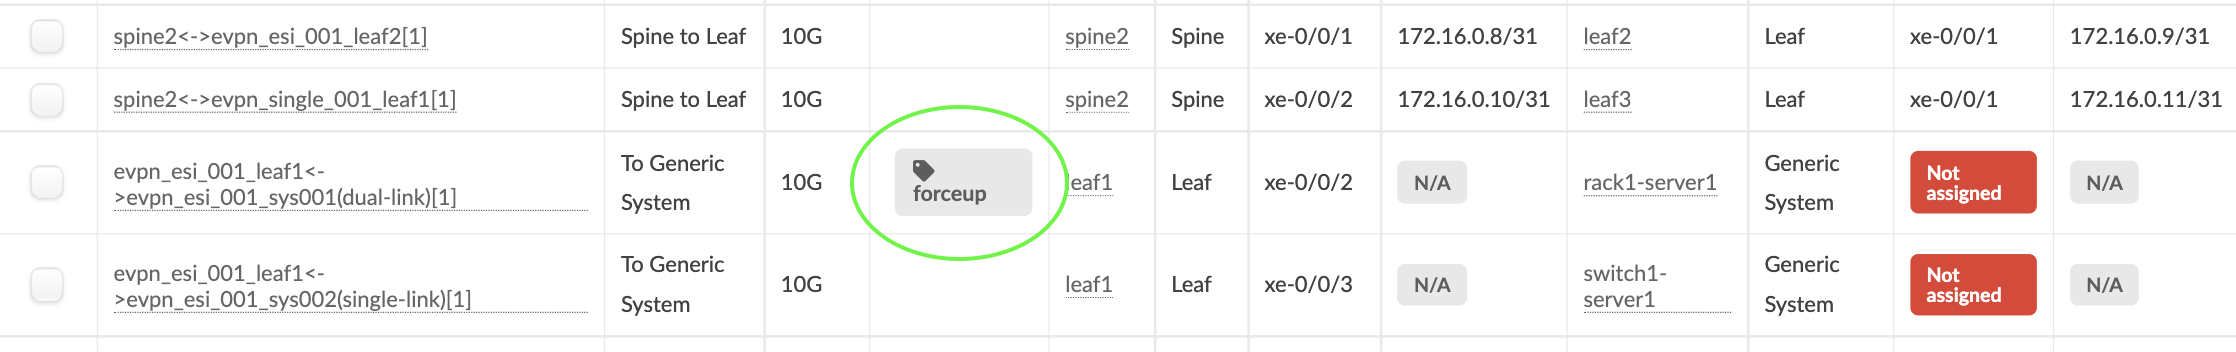 spine2<->evpn_esi_001_leaf2[1] Spine to Leaf 10G spine2 Spine xe-0/0/1 172.16.0.8/31 leaf2 Leaf xe-0/0/1 172.16.0.9/31
spine2<->evpn_single_001_leaf1[1] Spine to Leaf 10G spine2 Spine xe-0/0/2 172.16.0.10/31 leaf3 Leaf xe-0/0/1 172.16.0.11/31
evpn_esi_001_leaf1<-
>evpn_esi_001_sys001(dual-link)[1]
To Generic
System
10G
forceup
leaf1
Leaf
xe-0/0/2
N/A
rack1-server1
Generic
System
Not
assigned
N/A
evpn_esi_001_leaf1<-
>evpn_esi_001_sys002(single-link)[1]
To Generic
System
10G
leaf1
Leaf
xe-0/0/3
N/A
switch1-
server1
Generic
System
Not
assigned
N/A